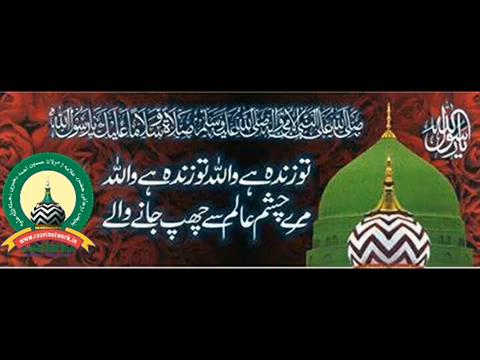 صلی اللہ علی النبی الامی والہ صلی اللہ علیہ وسلم صلاۃ وسلاما علیک یا رسول اللہ
یا رسول اللہ
تو زندہ ہے واللہ تو زندہ ہے واللہ
مرے چشم عالم سے چھپ جانے والے
www.razvinetwork.in